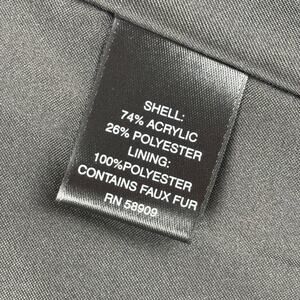 SHELL:
74% ACRYLIC
26% POLYESTER
LINING:
100%POLYESTER
CONTAINS FAUX FUR
RN 58909